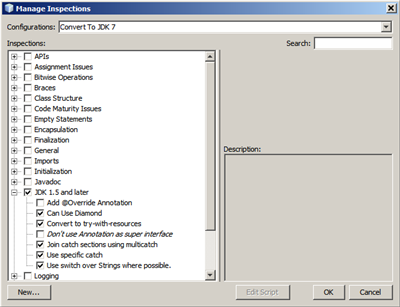 Manage Inspections
Configurations: Convert To JDK 7
Inspections: Search:
APIs
Assignment Issues
Bitwise Operations
Braces
Class Structure
Code Maturity Issues
Empty Statements
Encapsulation
Finalization
General
Imports
Initialization
Javadoc
JDK 1.5 and later
Add @Override Annotation
Can Use Diamond
Convert to try-with-resources
Don't use Annotation as super interface
Join catch sections using multicatch
Use specific catch
Use switch over Strings where possible.
Logging
Description:
New... Edit Script OK Cancel